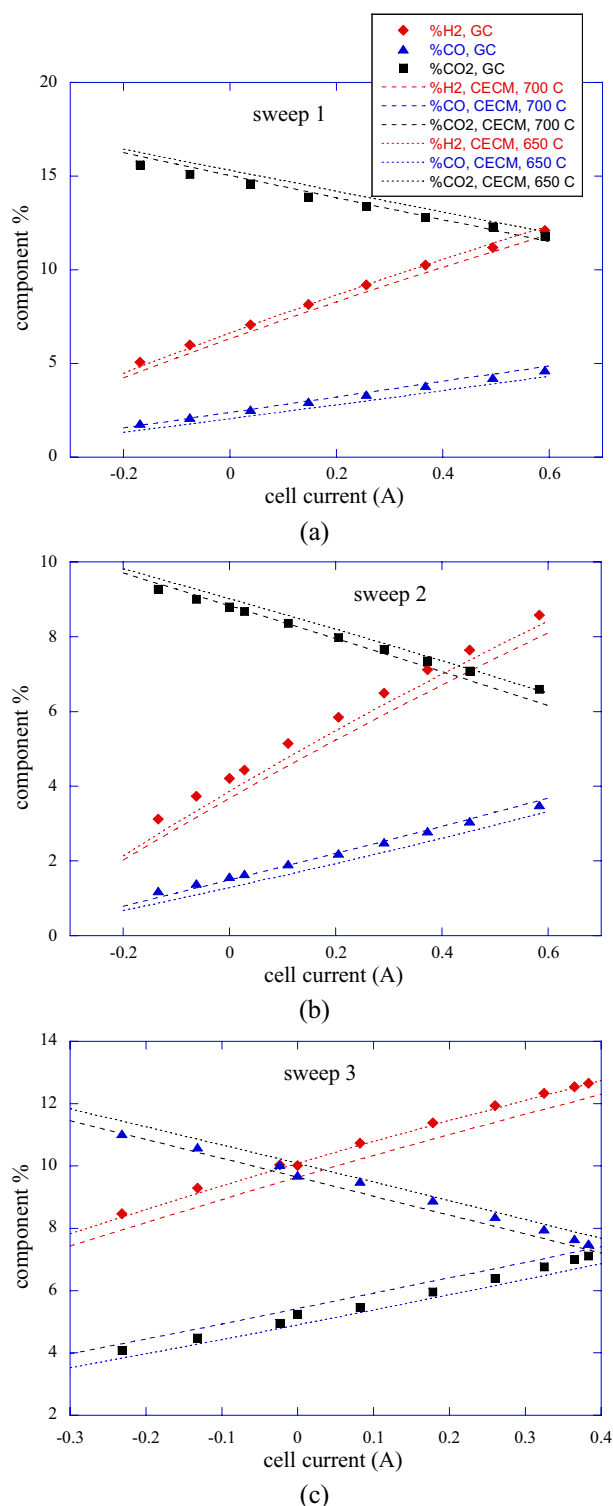 %H2, GC
%CO, GC
%CO2, GC
%H2, CECM, 700 C
%CO, CECM, 700 C
%CO2, CECM, 700 C
%H2, CECM, 650 C
%CO, CECM, 650 C
%CO2, CECM, 650 C
sweep 1
component %
20
15
10
5
0
-0.2 0 0.2 0.4 0.6
cell current (A)
(a)
sweep 2
component %
10
8
6
4
2
0
-0.2 0 0.2 0.4 0.6
cell current (A)
(b)
sweep 3
component %
14
12
10
8
6
4
2
-0.3 -0.2 -0.1 0 0.1 0.2 0.3 0.4
cell current (A)
(c)